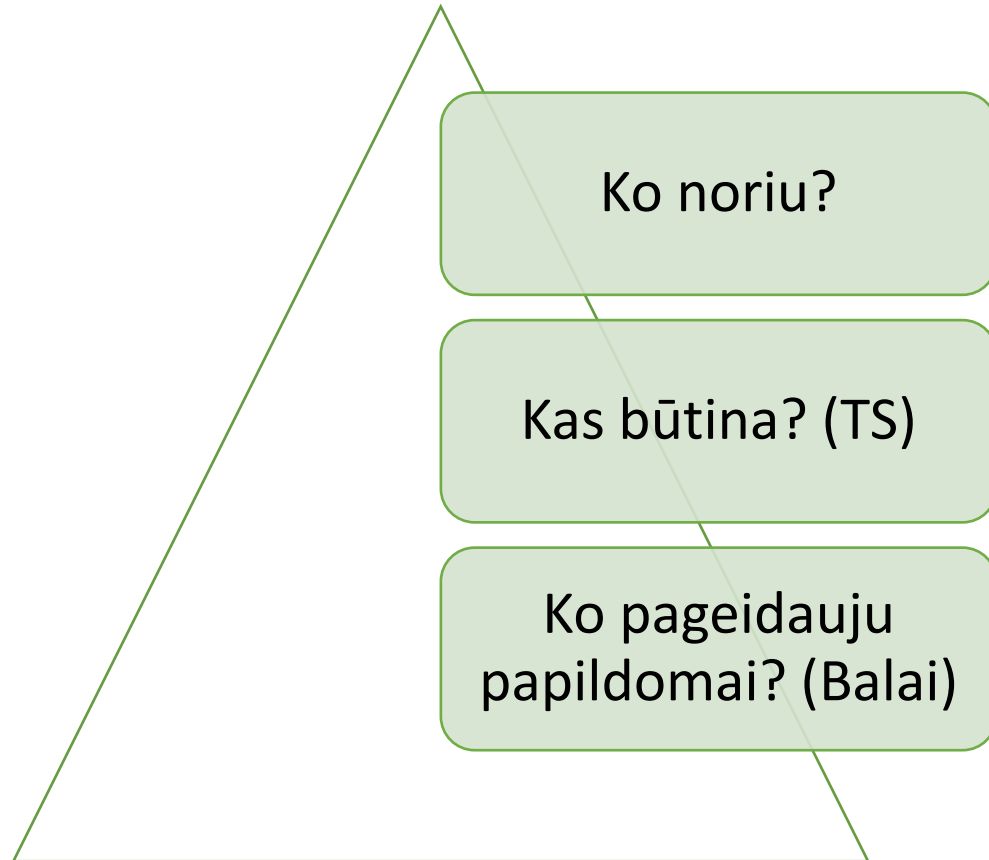 Ko noriu?
Kas būtina? (TS)
Ko pageidauju
papildomai? (Balai)